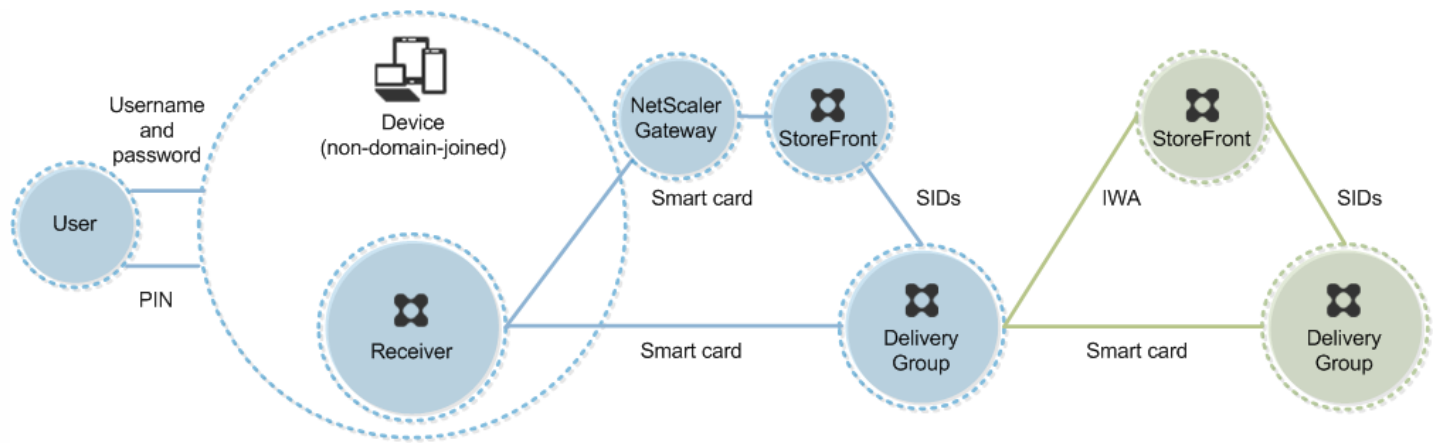 Username
and
password
User
PIN
Device
(non-domain-joined)
Receiver
NetScaler
Gateway
StoreFront
Smart card
SIDs
Smart card
Delivery
Group
StoreFront
IWA
SIDs
Smart card
Delivery
Group